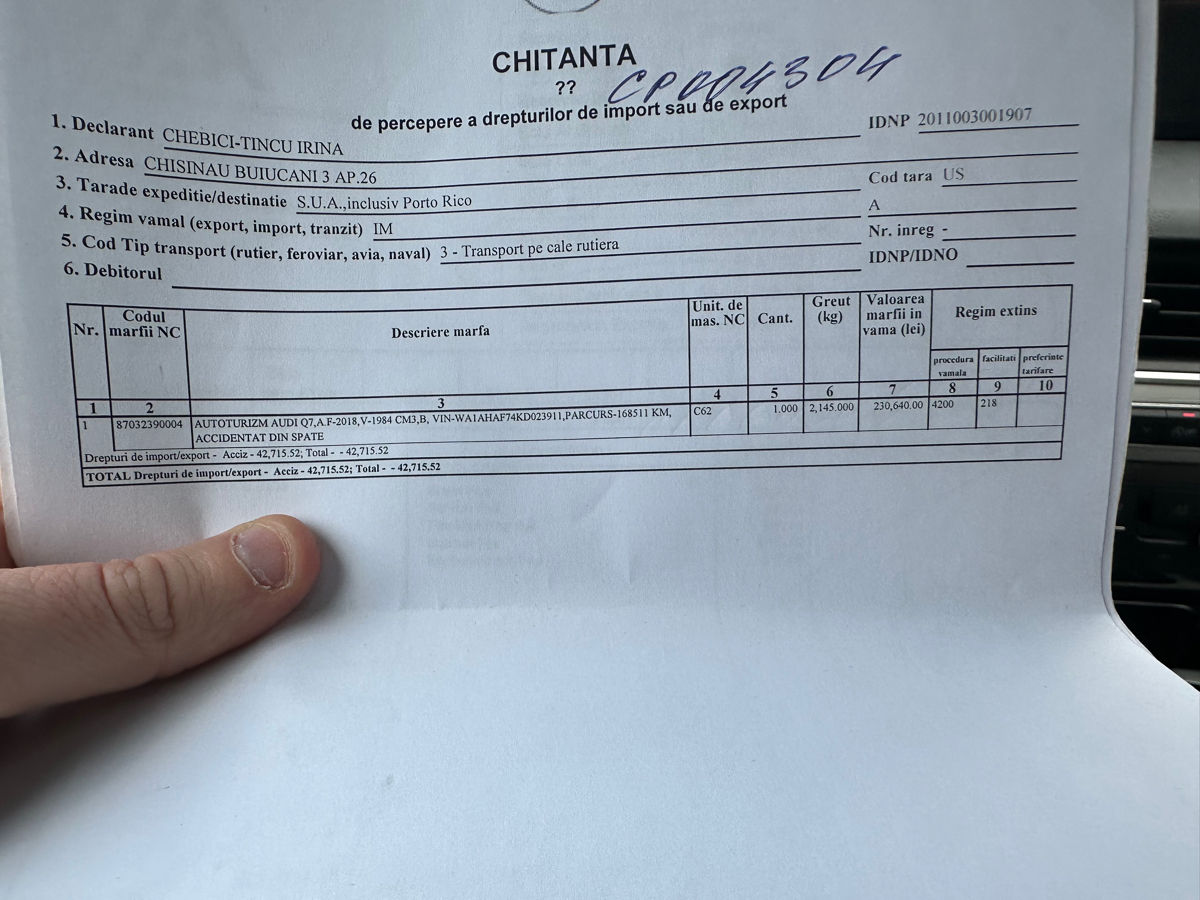 CHITANTA
?? CP004304
de percepere a drepturilor de import sau de export
1. Declarant CHEBICI-TINCU IRINA IDNP 2011003001907
2. Adresa CHISINAU BUIUCANI 3 AP.26
3. Tarade expeditie/destinatie S.U.A.,inclusiv Porto Rico Cod tara US
4. Regim vamal (export, import, tranzit) IM A
5. Cod Tip transport (rutier, feroviar, avia, naval) 3 - Transport pe cale rutiera Nr. inreg -
6. Debitorul IDNP/IDNO
Nr. Codul marfii NC Descriere marfa Unit. de mas. NC Cant. Greut (kg) Valoarea marfii in vama (lei) Regim extins
procedura vamala facilitati preferinte tarifare
1 2 3 4 5 6 7 8 9 10
1 87032390004 AUTOTURIZM AUDI Q7,A.F-2018,V-1984 CM3,B, VIN-WA1AHAF74KD023911,PARCURS-168511 KM, C62 1.000 2,145.000 230,640.00 4200 218
ACCIDENTAT DIN SPATE
Drepturi de import/export - Acciz - 42,715.52; Total - - 42,715.52
TOTAL Drepturi de import/export - Acciz - 42,715.52; Total - - 42,715.52